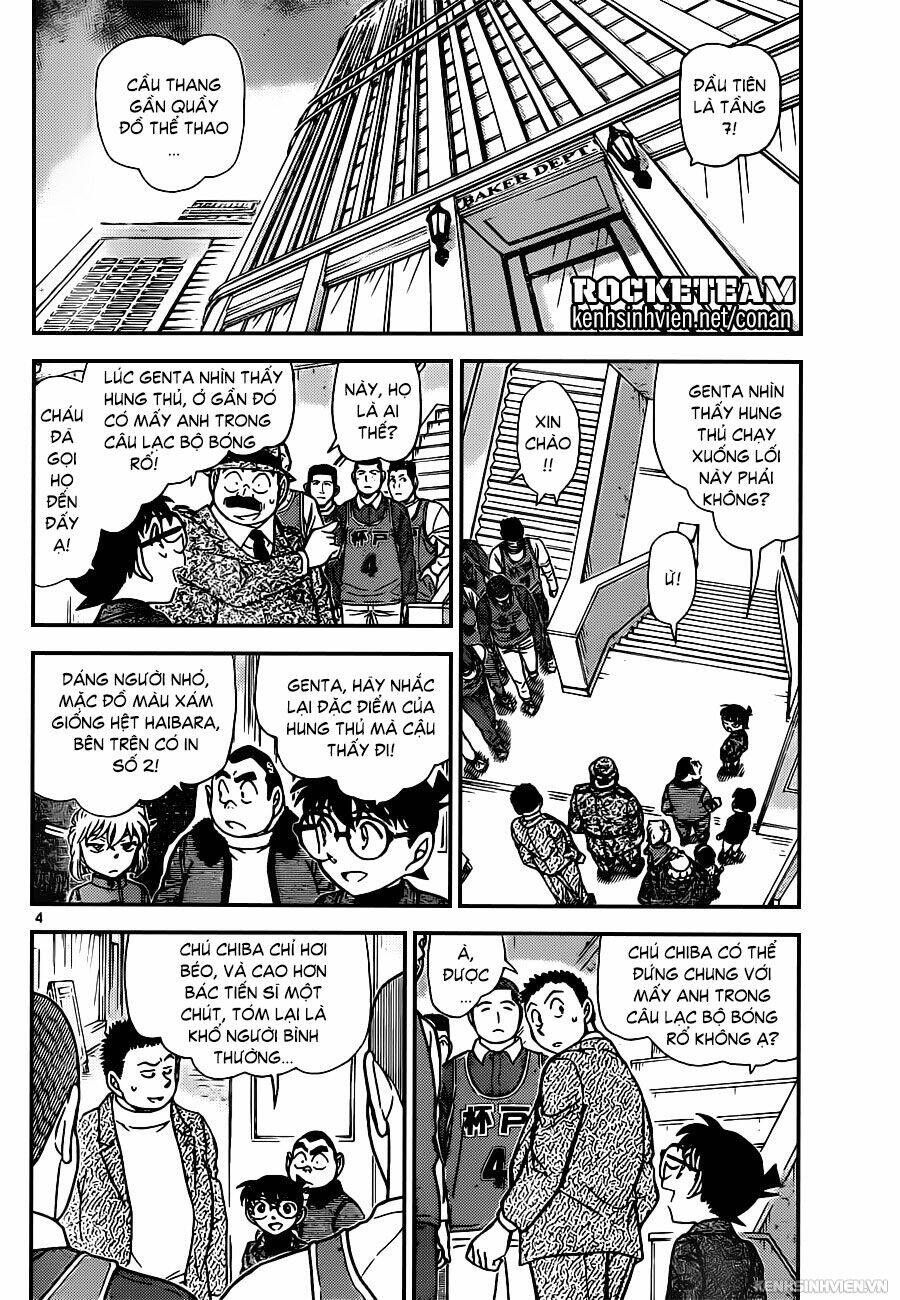 ĐẦU TIÊN
LÀ TẦNG
7!
CẦU THANG
GẦN QUẦY
ĐỒ THỂ THAO
...
BAKER DEPT.
ROCKETEAM
kenhsinhvien.net/conan
GENTA NHÌN
THẤY HUNG
THỦ CHẠY
XUỐNG LỐI
NÀY PHẢI
KHÔNG?
XIN
CHÀO
!!
Ừ!
NÀY, HỌ
LÀ AI
THẾ?
LÚC GENTA NHÌN THẤY
HUNG THỦ, Ở GẦN ĐÓ
CÓ MẤY ANH TRONG
CÂU LẠC BỘ BÓNG
RỔ!
CHÁU
ĐÃ
GỌI
HỌ
ĐẾN
ĐẤY
Ạ!
杯戸
4
GENTA, HÃY NHẮC
LẠI ĐẶC ĐIỂM CỦA
HUNG THỦ MÀ CẬU
THẤY ĐI!
DÁNG NGƯỜI NHỎ,
MẶC ĐỒ MÀU XÁM
GIỐNG HỆT HAIBARA,
BÊN TRÊN CÓ IN
SỐ 2!
4
CHÚ CHIBA CÓ THỂ
ĐỨNG CHUNG VỚI
MẤY ANH TRONG
CÂU LẠC BỘ BÓNG
RỔ KHÔNG Ạ?
À,
ĐƯỢC
...
杯戸
4
CHÚ CHIBA CHỈ HƠI
BÉO, VÀ CAO HƠN
BÁC TIẾN SĨ MỘT
CHÚT, TÓM LẠI LÀ
KHỔ NGƯỜI BÌNH
THƯỜNG...
KENHSINHVIEN.VN